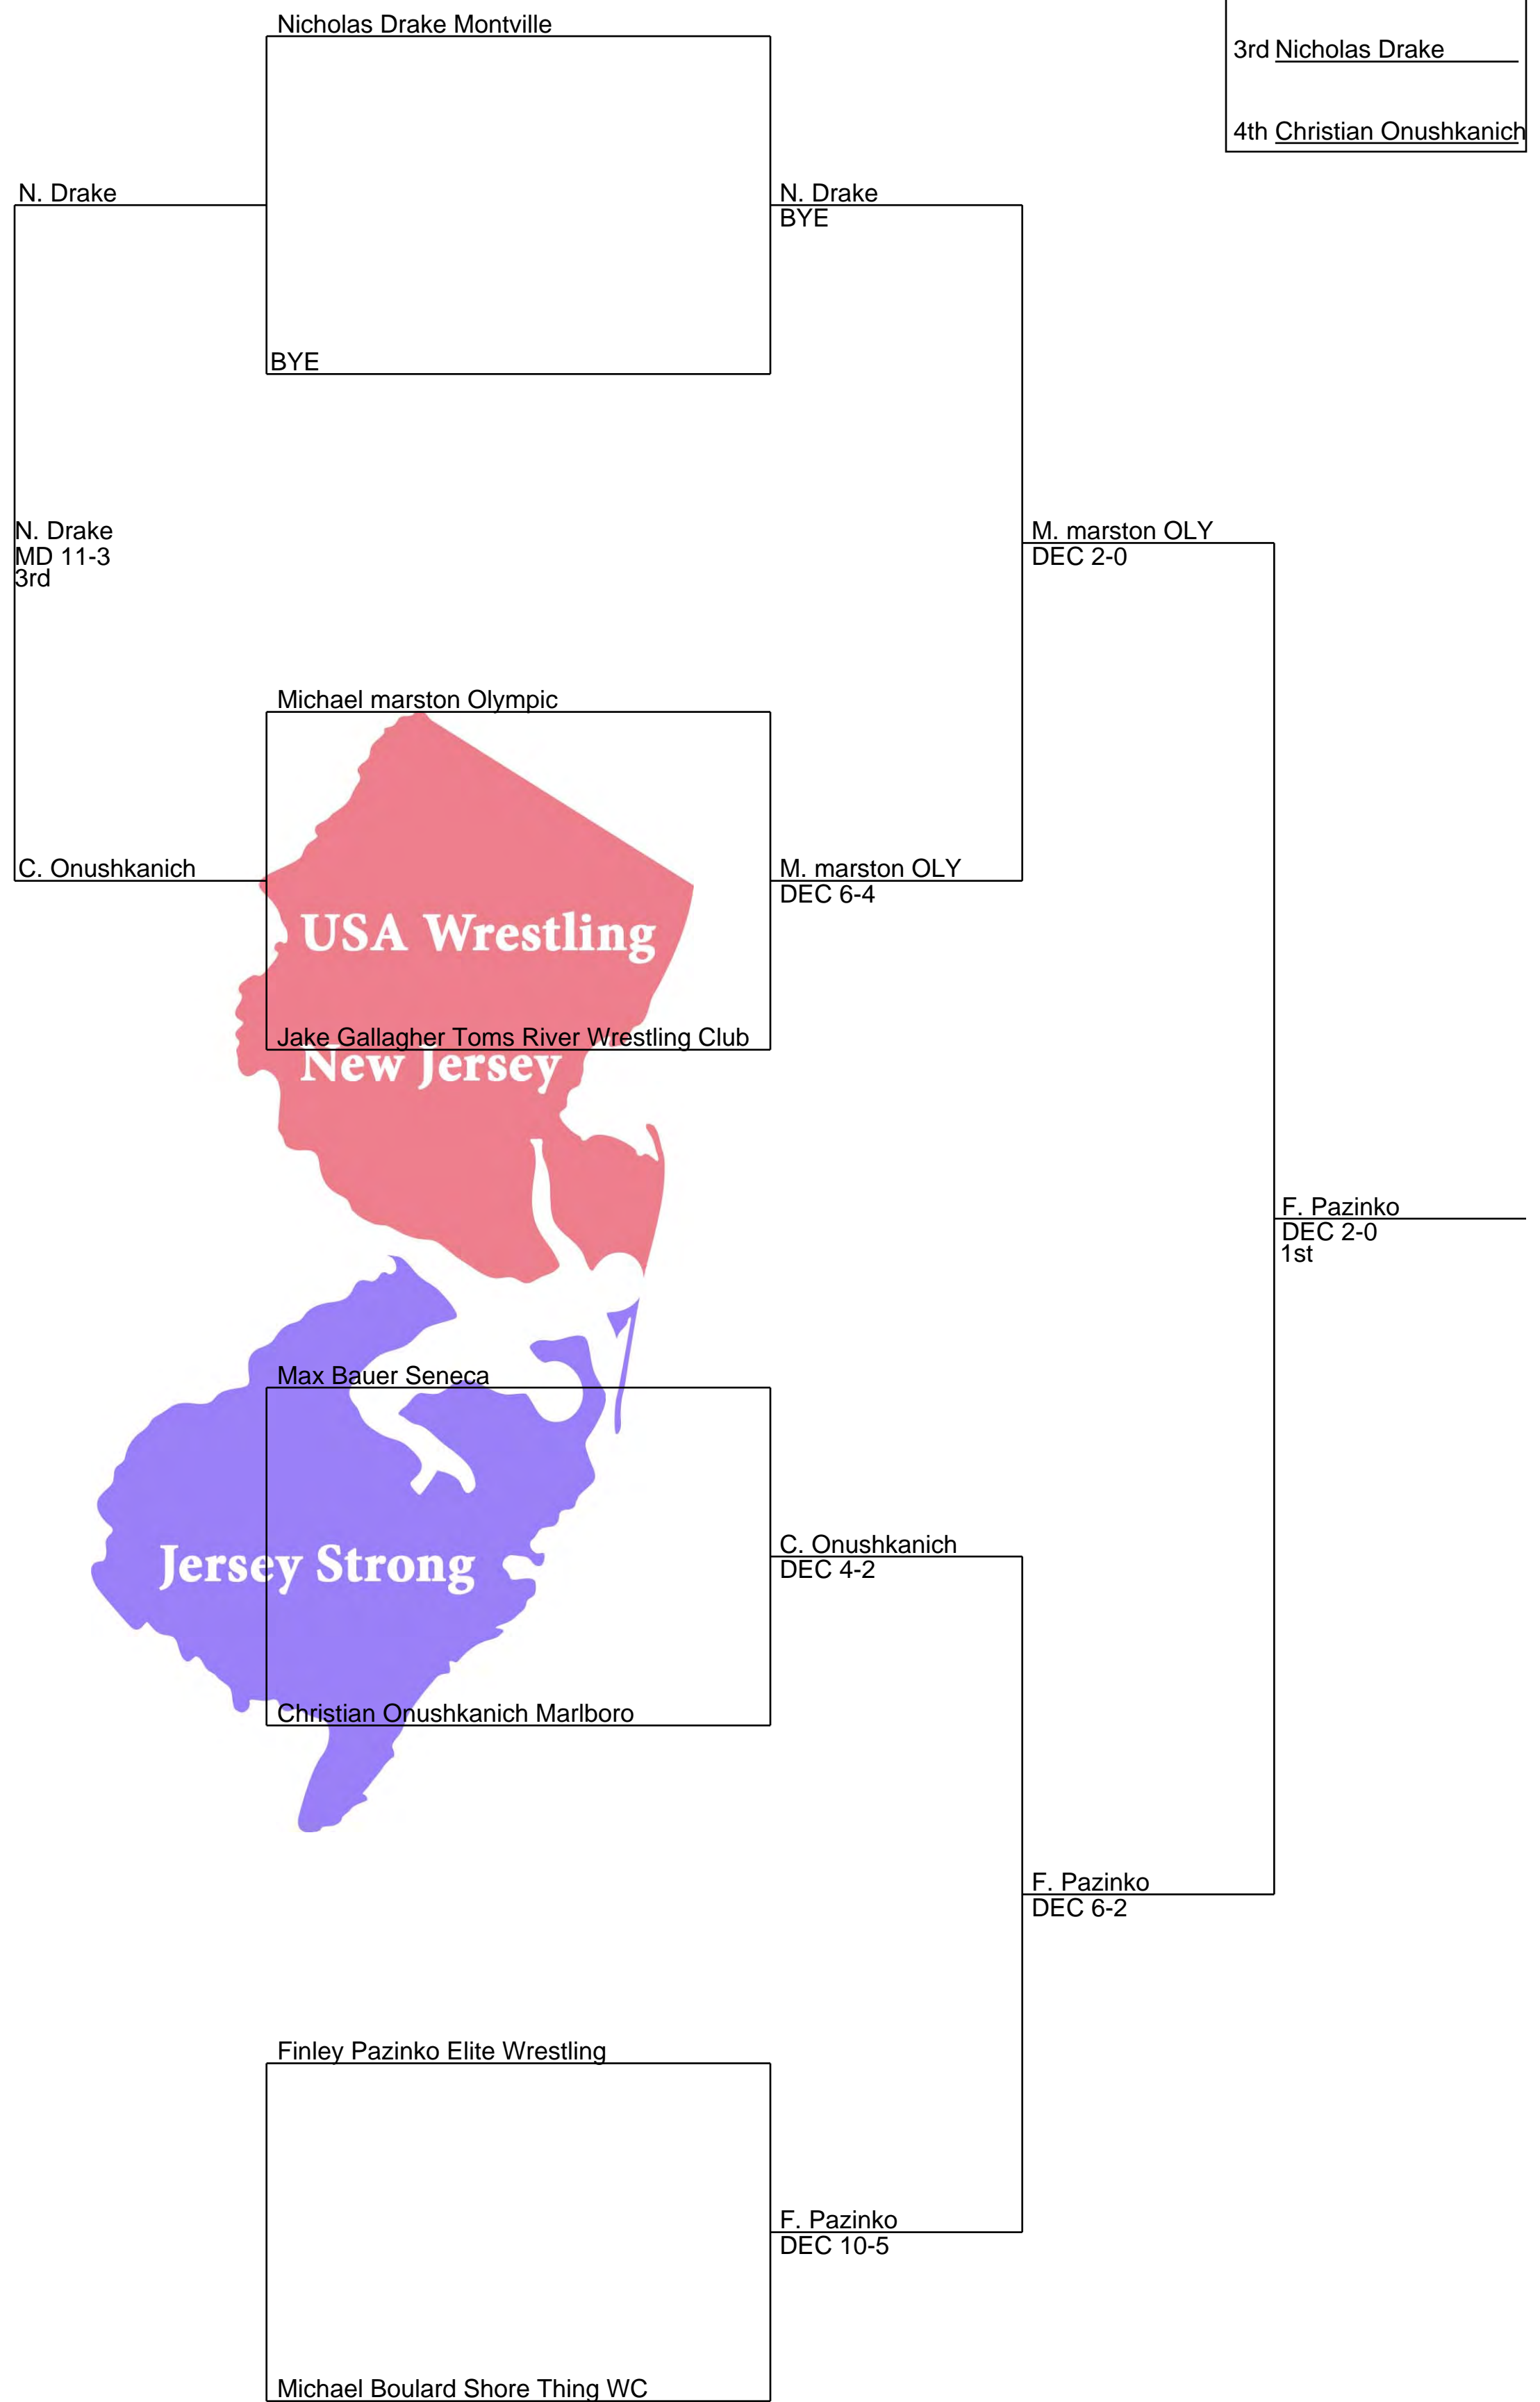 Nicholas Drake Montville
3rd Nicholas Drake
4th Christian Onushkanich
N. Drake
N. Drake
BYE
BYE
N. Drake
MD 11-3
3rd
M. marston OLY
DEC 2-0
Michael marston Olympic
C. Onushkanich
M. marston OLY
DEC 6-4
USA Wrestling
Jake Gallagher Toms River Wrestling Club
New Jersey
F. Pazinko
DEC 2-0
1st
Max Bauer Seneca
C. Onushkanich
DEC 4-2
Jersey Strong
Christian Onushkanich Marlboro
F. Pazinko
DEC 6-2
Finley Pazinko Elite Wrestling
F. Pazinko
DEC 10-5
Michael Boulard Shore Thing WC